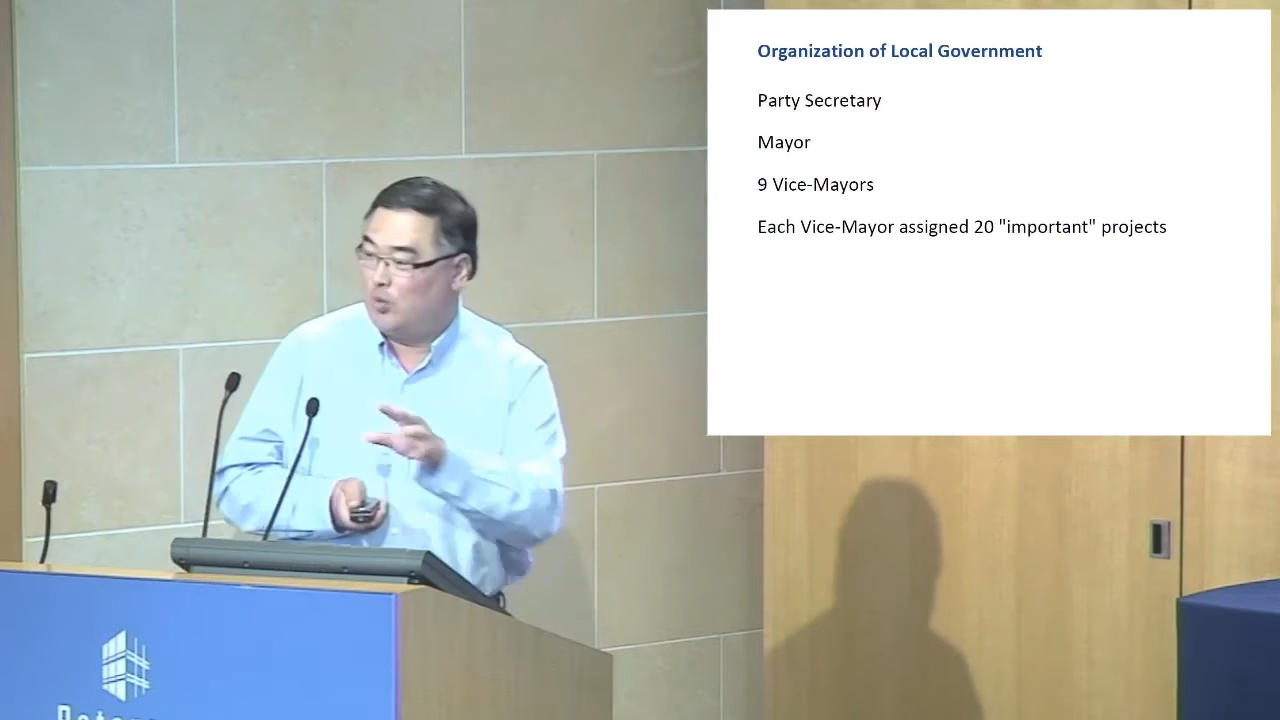 Organization of Local Government
Party Secretary
Mayor
9 Vice-Mayors
Each Vice-Mayor assigned 20 "important" projects